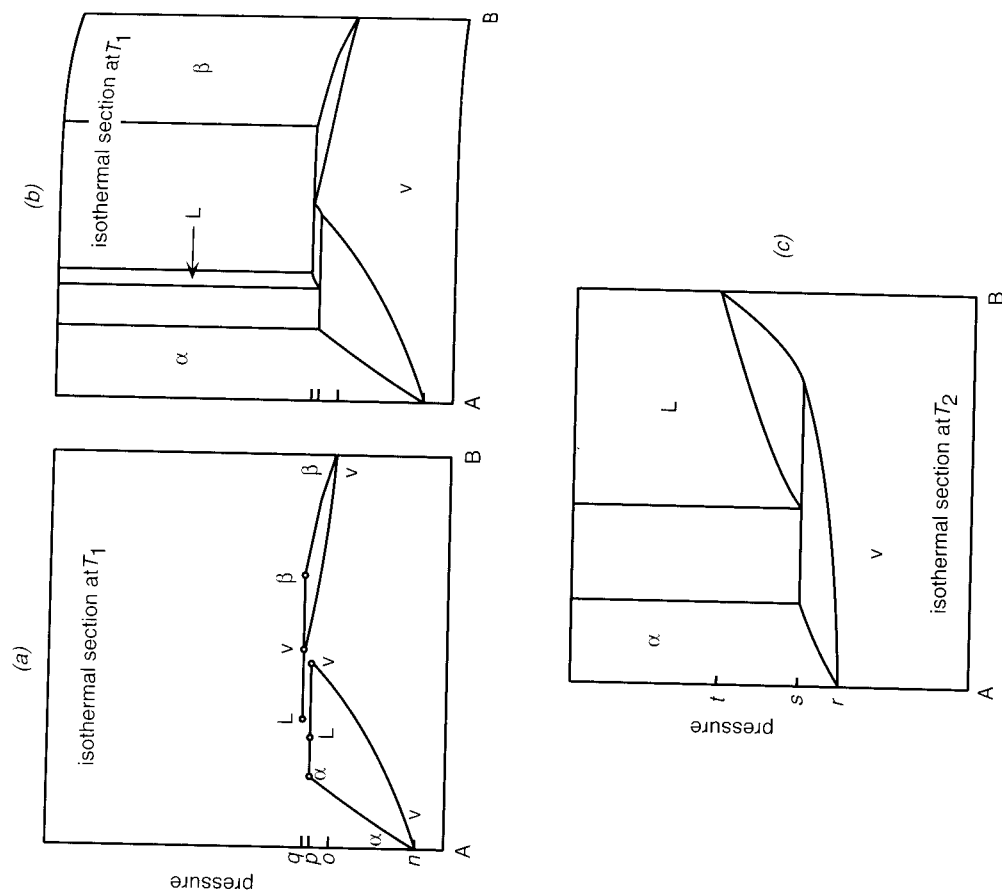 (a)
isothermal section at T1
pressure
q
p
o
n
L
v
β
β
α
L
v
v
α
v
A
B
(b)
isothermal section at T1
α
L
β
v
A
B
(c)
pressure
t
s
r
α
L
v
isothermal section at T2
A
B